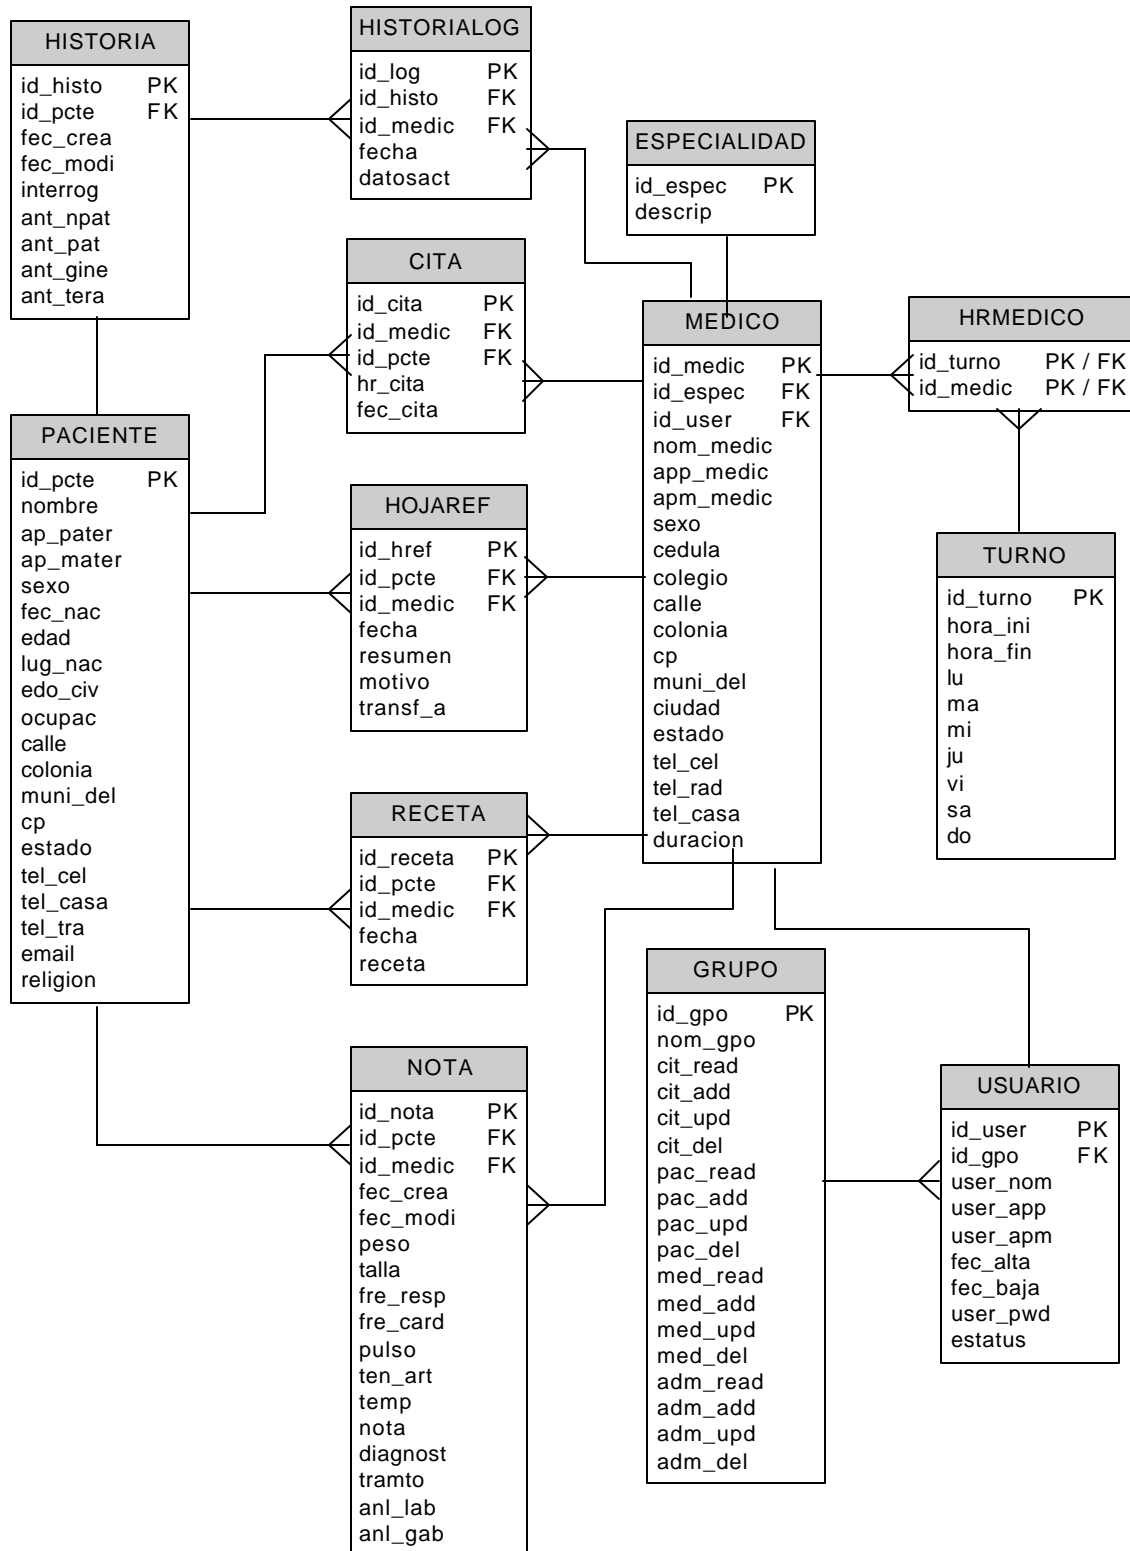 HISTORIA
id_histo PK
id_pcte FK
fec_crea
fec_modi
interrog
ant_npat
ant_pat
ant_gine
ant_tera
HISTORIALOG
id_log PK
id_histo FK
id_medic FK
fecha
datosact
ESPECIALIDAD
id_espec PK
descrip
CITA
id_cita PK
id_medic FK
id_pcte FK
hr_cita
fec_cita
MEDICO
id_medic PK
id_espec FK
id_user FK
nom_medic
app_medic
apm_medic
sexo
cedula
colegio
calle
colonia
cp
muni_del
ciudad
estado
tel_cel
tel_rad
tel_casa
duracion
HRMEDICO
id_turno PK / FK
id_medic PK / FK
PACIENTE
id_pcte PK
nombre
ap_pater
ap_mater
sexo
fec_nac
edad
lug_nac
edo_civ
ocupac
calle
colonia
muni_del
cp
estado
tel_cel
tel_casa
tel_tra
email
religion
HOJAREF
id_href PK
id_pcte FK
id_medic FK
fecha
resumen
motivo
transf_a
TURNO
id_turno PK
hora_ini
hora_fin
lu
ma
mi
ju
vi
sa
do
RECETA
id_receta PK
id_pcte FK
id_medic FK
fecha
receta
GRUPO
id_gpo PK
nom_gpo
cit_read
cit_add
cit_upd
cit_del
pac_read
pac_add
pac_upd
pac_del
med_read
med_add
med_upd
med_del
adm_read
adm_add
adm_upd
adm_del
NOTA
id_nota PK
id_pcte FK
id_medic FK
fec_crea
fec_modi
peso
talla
fre_resp
fre_card
pulso
ten_art
temp
nota
diagnost
tramto
anl_lab
anl_gab
USUARIO
id_user PK
id_gpo FK
user_nom
user_app
user_apm
fec_alta
fec_baja
user_pwd
estatus